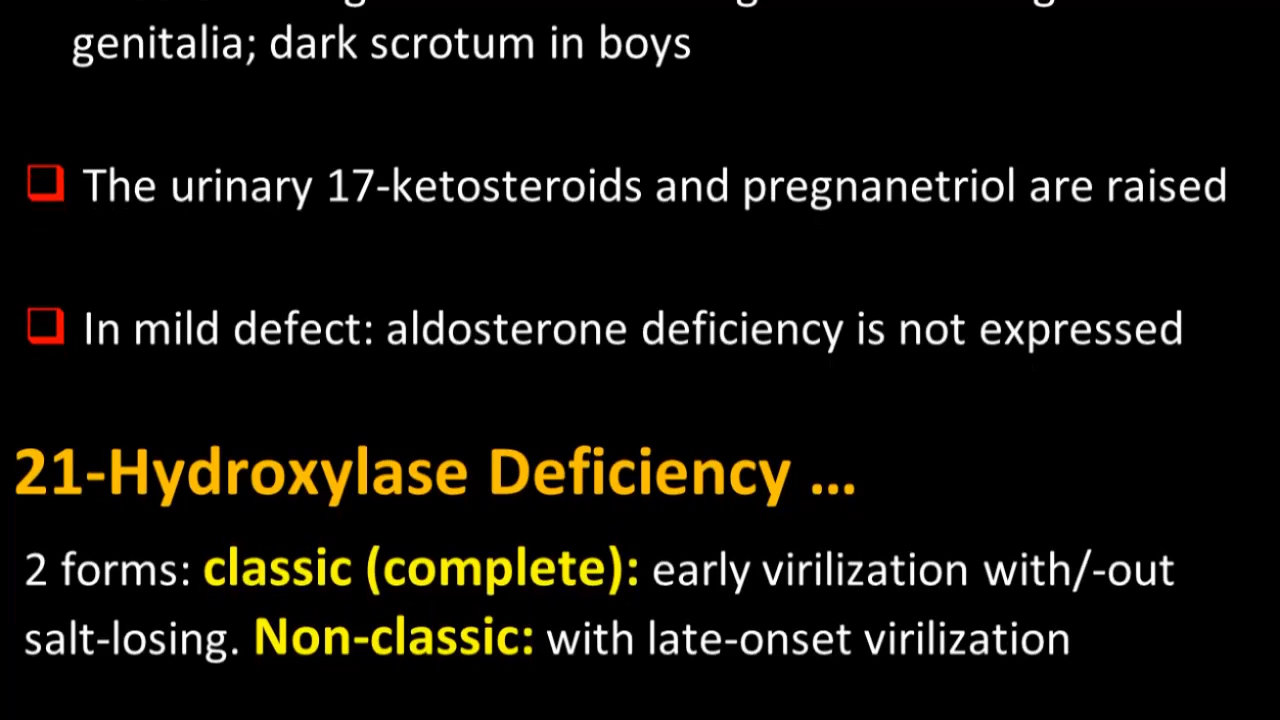 genitalia; dark scrotum in boys
The urinary 17-ketosteroids and pregnanetriol are raised
In mild defect: aldosterone deficiency is not expressed
21-Hydroxylase Deficiency ...
2 forms: classic (complete): early virilization with/-out
salt-losing. Non-classic: with late-onset virilization